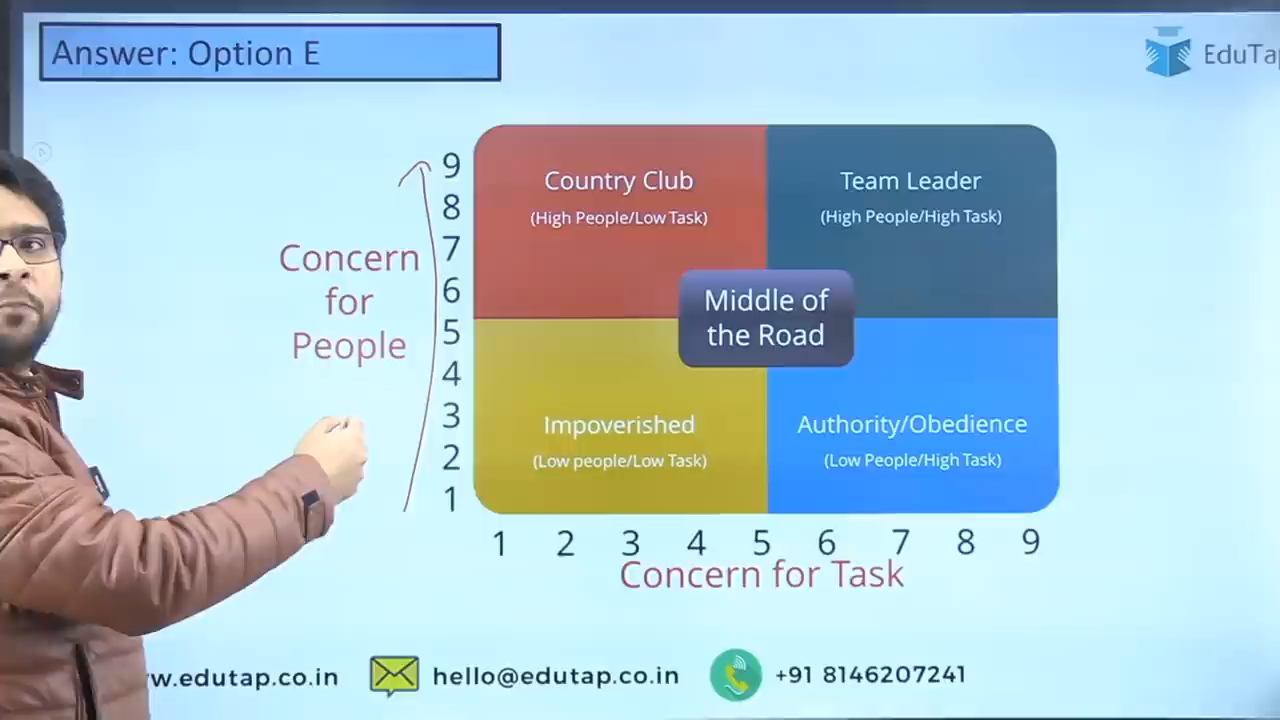 Answer: Option E
EduTap
9
8
7
6
5
4
3
2
1
Concern
for
People
Country Club
(High People/Low Task)
Team Leader
(High People/High Task)
Middle of
the Road
Impoverished
(Low people/Low Task)
Authority/Obedience
(Low People/High Task)
1 2 3 4 5 6 7 8 9
Concern for Task
w.edutap.co.in
hello@edutap.co.in
+91 8146207241